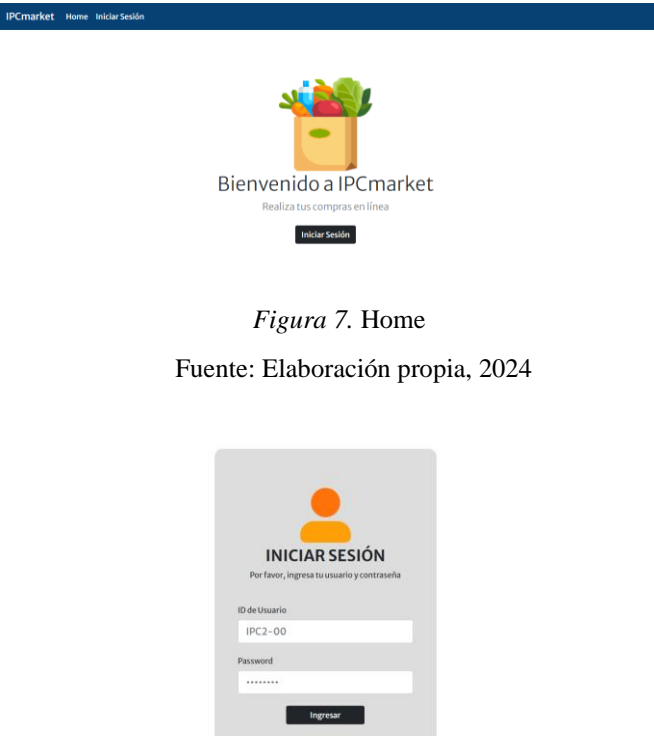 IPCmarket Home Iniciar Sesión
Bienvenido a IPCmarket
Realiza tus compras en línea
Iniciar Sesión
Figura 7. Home
Fuente: Elaboración propia, 2024
INICIAR SESIÓN
Por favor, ingresa tu usuario y contraseña
ID de Usuario
IPC2-00
Password
••••••••
Ingresar